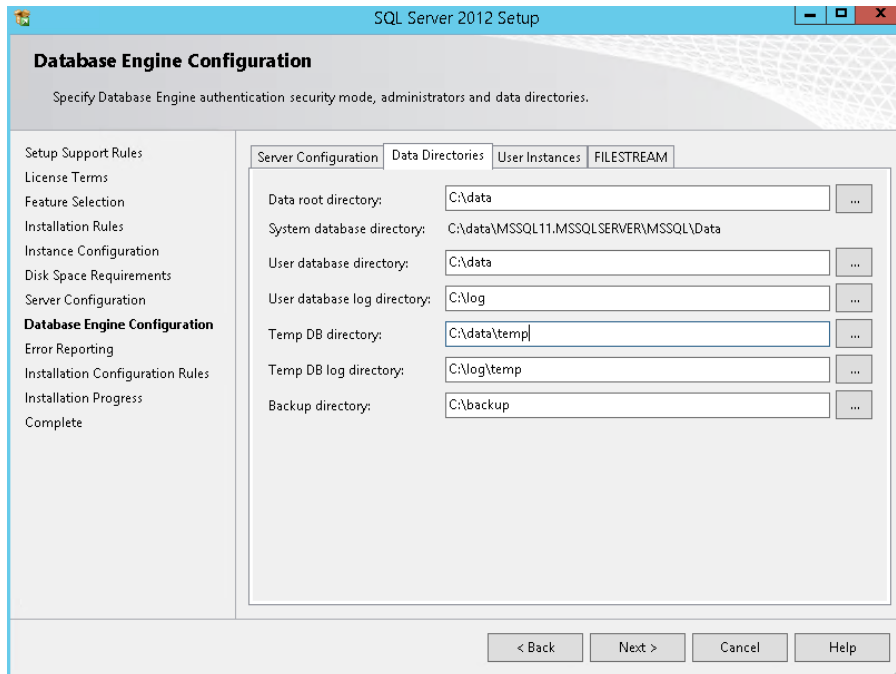 SQL Server 2012 Setup
Database Engine Configuration
Specify Database Engine authentication security mode, administrators and data directories.
Setup Support Rules
License Terms
Feature Selection
Installation Rules
Instance Configuration
Disk Space Requirements
Server Configuration
Database Engine Configuration
Error Reporting
Installation Configuration Rules
Installation Progress
Complete
Server Configuration Data Directories User Instances FILESTREAM
Data root directory: C:\data ...
System database directory: C:\data\MSSQL11.MSSQLSERVER\MSSQL\Data
User database directory: C:\data ...
User database log directory: C:\log ...
Temp DB directory: C:\data\temp ...
Temp DB log directory: C:\log\temp ...
Backup directory: C:\backup ...
< Back Next > Cancel Help